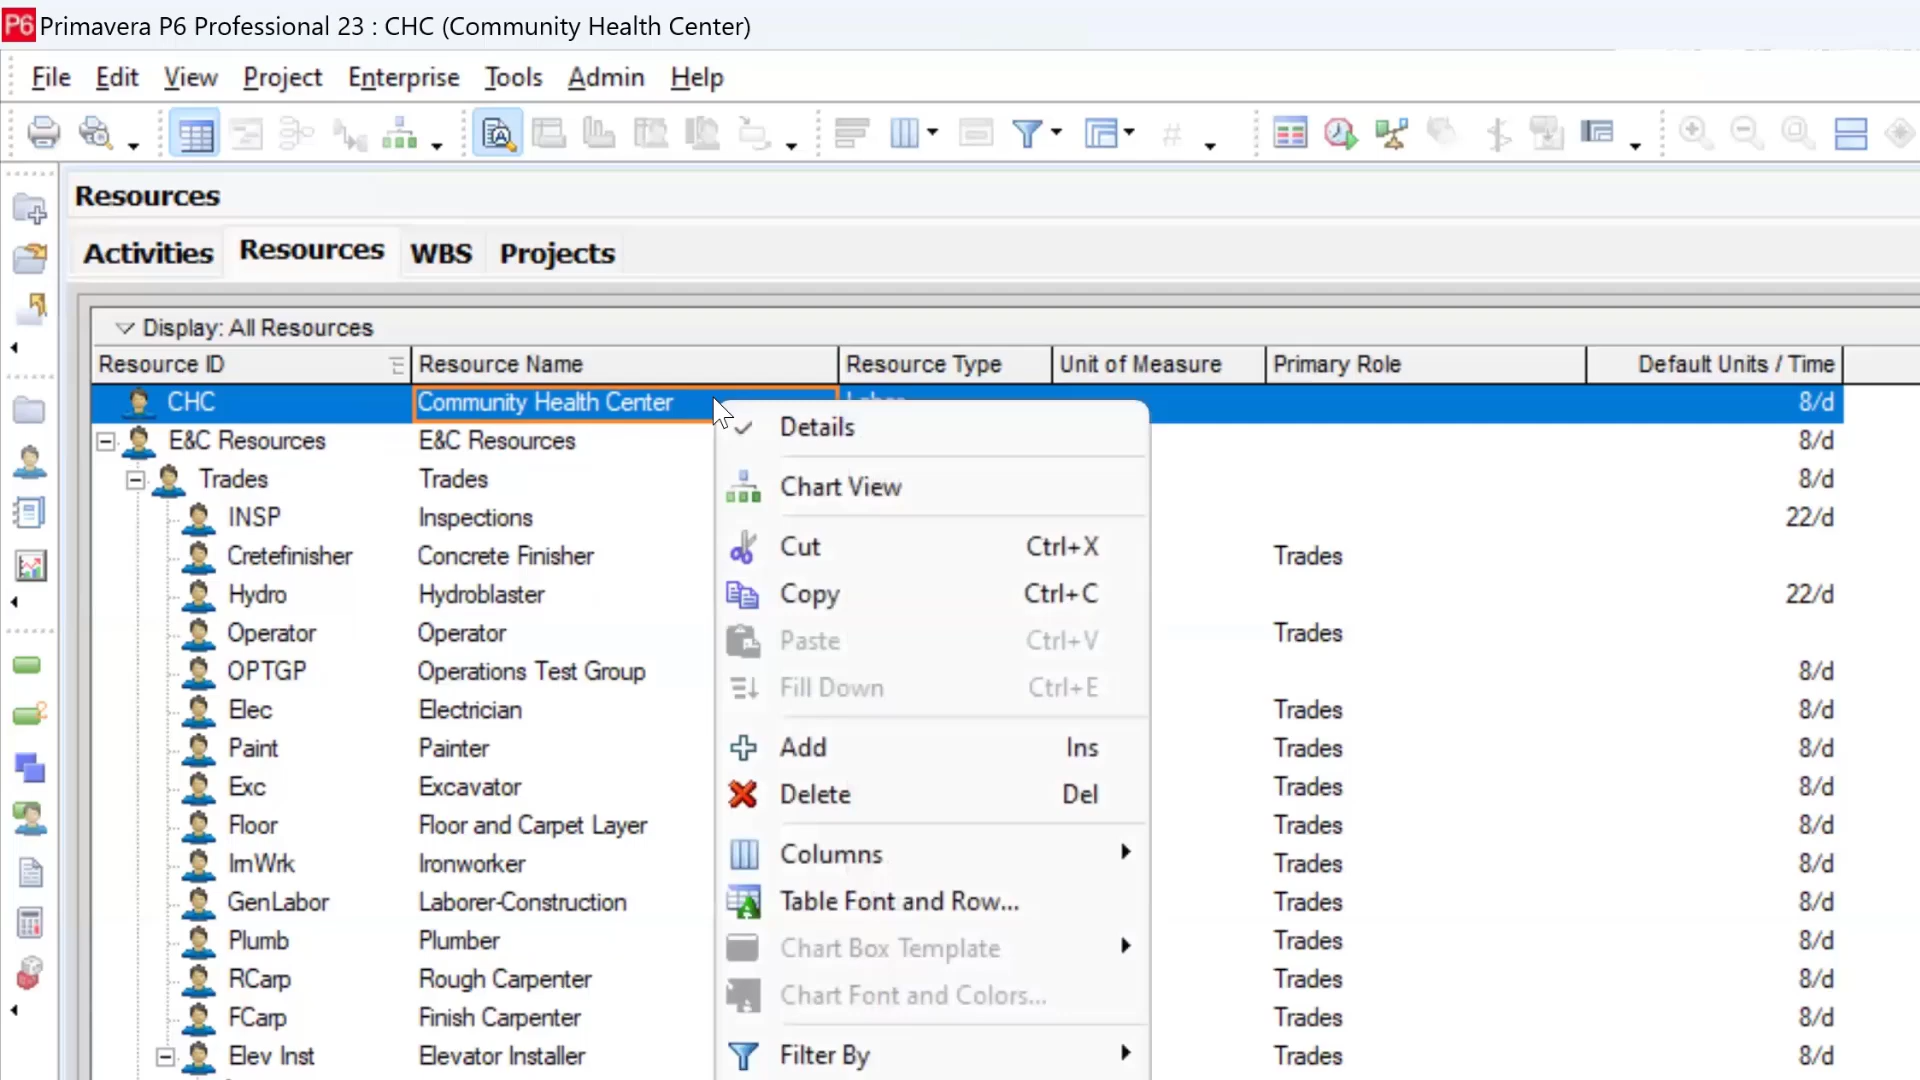 P6 Primavera P6 Professional 23 : CHC (Community Health Center)
File Edit View Project Enterprise Tools Admin Help
Resources
Activities Resources WBS Projects
Display: All Resources
Resource ID Resource Name Resource Type Unit of Measure Primary Role Default Units / Time
CHC Community Health Center Labor 8/d
E&C Resources E&C Resources 8/d
Trades Trades 8/d
INSP Inspections 22/d
Cretefinisher Concrete Finisher Trades
Hydro Hydroblaster 22/d
Operator Operator Trades
OPTGP Operations Test Group 8/d
Elec Electrician Trades 8/d
Paint Painter Trades 8/d
Exc Excavator Trades 8/d
Floor Floor and Carpet Layer Trades 8/d
IrnWrk Ironworker Trades 8/d
GenLabor Laborer-Construction Trades 8/d
Plumb Plumber Trades 8/d
RCarp Rough Carpenter Trades 8/d
FCarp Finish Carpenter Trades 8/d
Elev Inst Elevator Installer Trades 8/d
Details
Chart View
Cut Ctrl+X
Copy Ctrl+C
Paste Ctrl+V
Fill Down Ctrl+E
Add Ins
Delete Del
Columns
Table Font and Row...
Chart Box Template
Chart Font and Colors...
Filter By